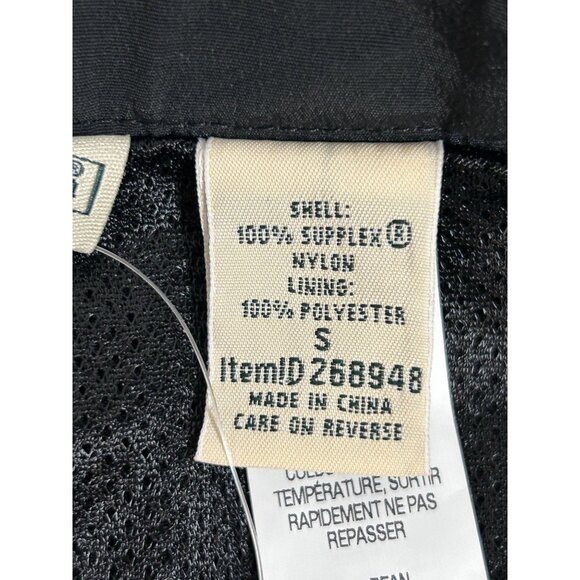 SHELL:
100% SUPPLEX®
NYLON
LINING:
100% POLYESTER
S
ItemID 268948
MADE IN CHINA
CARE ON REVERSE
TEMPÉRATURE, SORTIR
RAPIDEMENT NE PAS
REPASSER